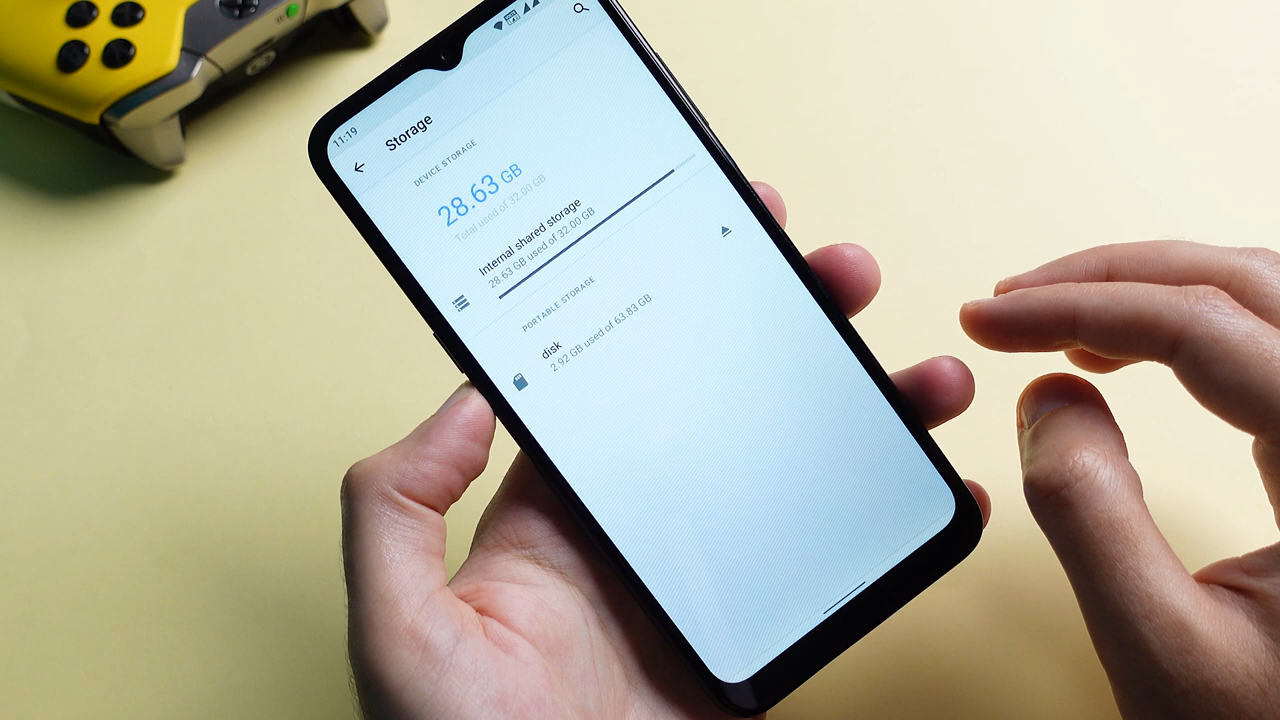 11:19
Storage
DEVICE STORAGE
28.63 GB
Total used of 32.00 GB
Internal shared storage
28.63 GB used of 32.00 GB
PORTABLE STORAGE
disk
2.92 GB used of 63.83 GB